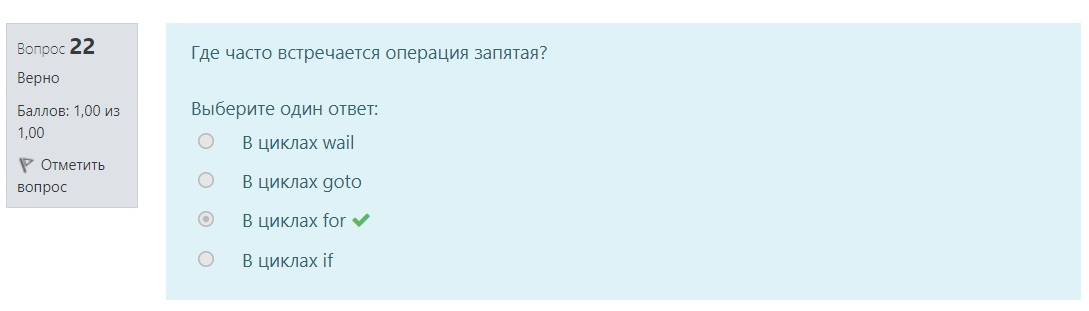 Вопрос 22
Верно
Баллов: 1,00 из
1,00
Отметить
вопрос
Где часто встречается операция запятая?
Выберите один ответ:
В циклах wail
В циклах goto
В циклах for
В циклах if